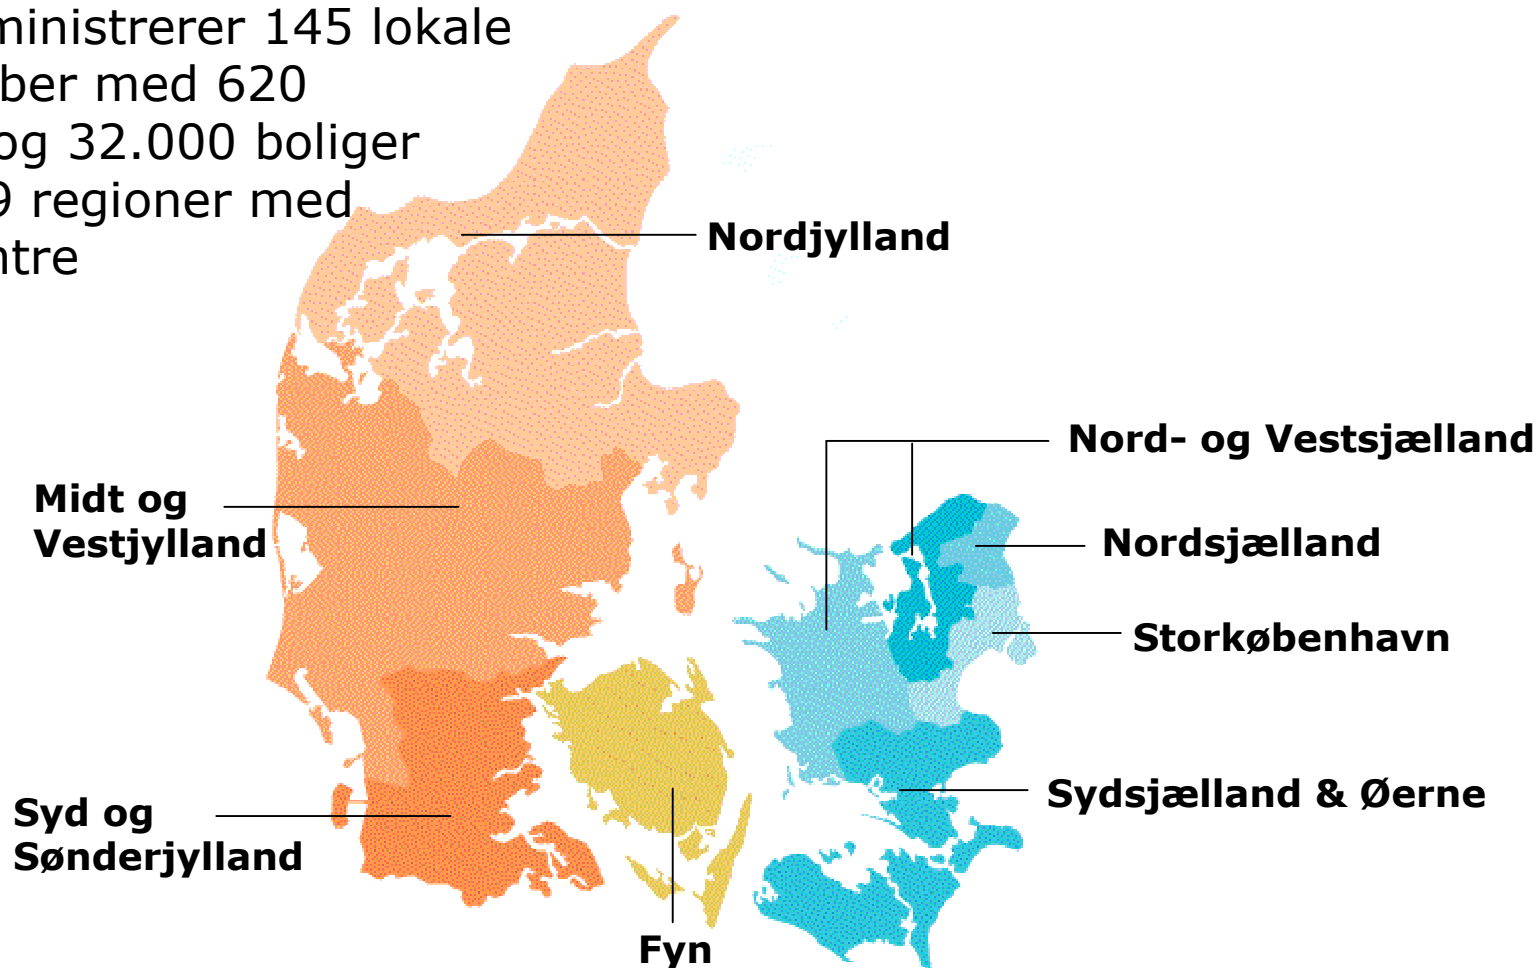 ministrerer 145 lokale
ber med 620
og 32.000 boliger
9 regioner med
ntre
Nordjylland
Nord- og Vestsjælland
Midt og
Vestjylland
Nordsjælland
Storkøbenhavn
Sydsjælland & Øerne
Syd og
Sønderjylland
Fyn